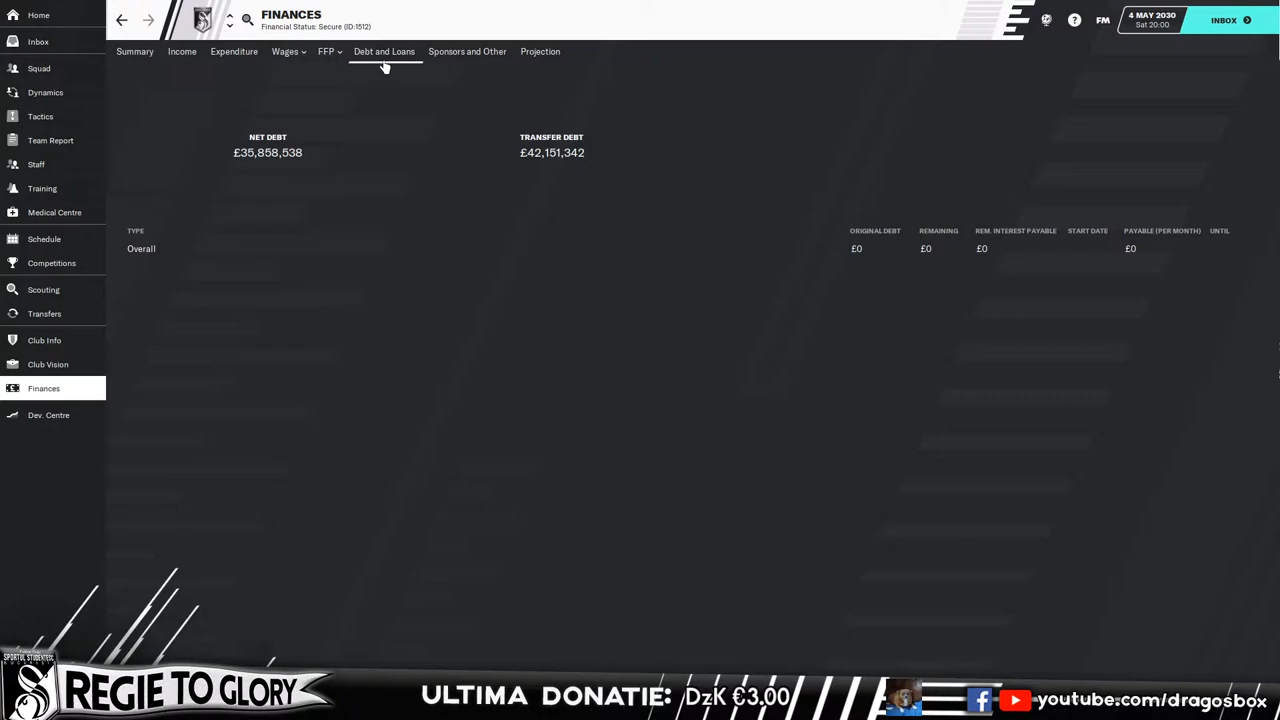 Home
Inbox
Squad
Dynamics
Tactics
Team Report
Staff
Training
Medical Centre
Schedule
Competitions
Scouting
Transfers
Club Info
Club Vision
Finances
Dev. Centre
FINANCES
Financial Status: Secure (ID:1512)
FM
4 MAY 2030
Sat 20:00
INBOX
Summary Income Expenditure Wages FFP Debt and Loans Sponsors and Other Projection
NET DEBT TRANSFER DEBT
£35,858,538 £42,151,342
TYPE ORIGINAL DEBT REMAINING REM. INTEREST PAYABLE START DATE PAYABLE (PER MONTH) UNTIL
Overall £0 £0 £0 £0
SPORTUL STUDENTESC
REGIE TO GLORY
ULTIMA DONATIE: DzK €3.00
youtube.com/dragosbox